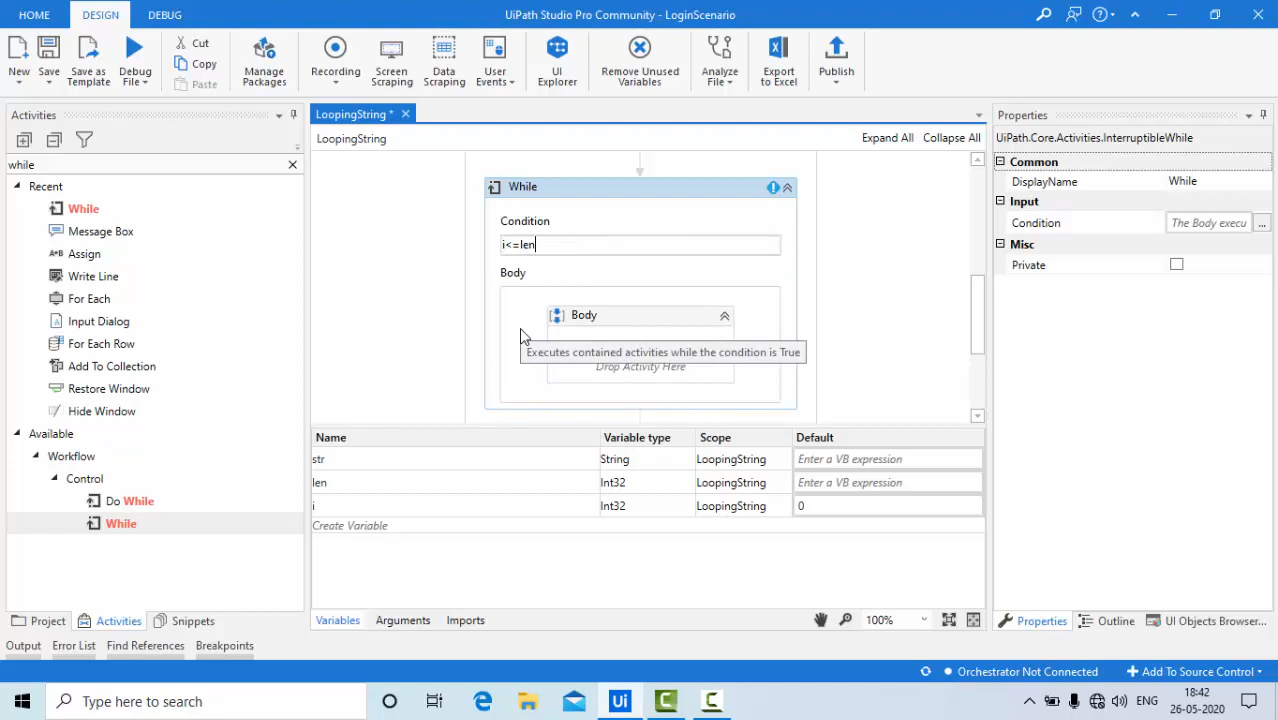 HOME DESIGN DEBUG UiPath Studio Pro Community - LoginScenario
New Save Save as Template Debug File Cut Copy Paste Manage Packages Recording Screen Scraping Data Scraping User Events UI Explorer Remove Unused Variables Analyze File Export to Excel Publish
Activities
while
Recent
While
Message Box
Assign
Write Line
For Each
Input Dialog
For Each Row
Add To Collection
Restore Window
Hide Window
Available
Workflow
Control
Do While
While
Project Activities Snippets
LoopingString *
LoopingString Expand All Collapse All
While
Condition
i<=len
Body
Body
Executes contained activities while the condition is True
Drop Activity Here
Name Variable type Scope Default
str String LoopingString Enter a VB expression
len Int32 LoopingString Enter a VB expression
i Int32 LoopingString 0
Create Variable
Variables Arguments Imports 100%
Properties
UiPath.Core.Activities.InterruptibleWhile
Common
DisplayName While
Input
Condition The Body execu ...
Misc
Private
Properties Outline UI Objects Browser...
Output Error List Find References Breakpoints
Orchestrator Not Connected Add To Source Control
Type here to search
Ui
ENG
18:42
26-05-2020